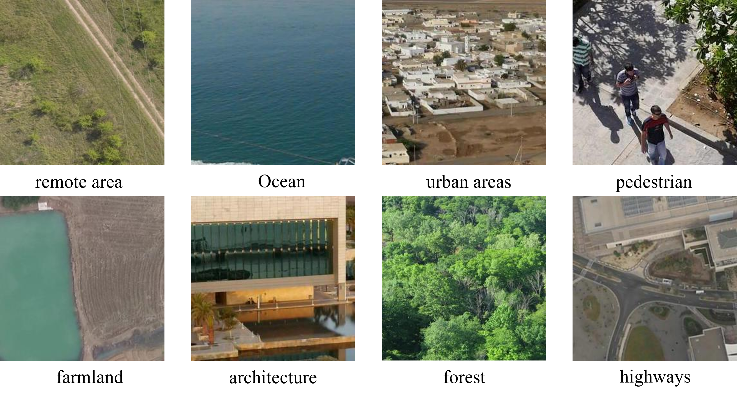 remote area
Ocean
urban areas
pedestrian
farmland
architecture
forest
highways